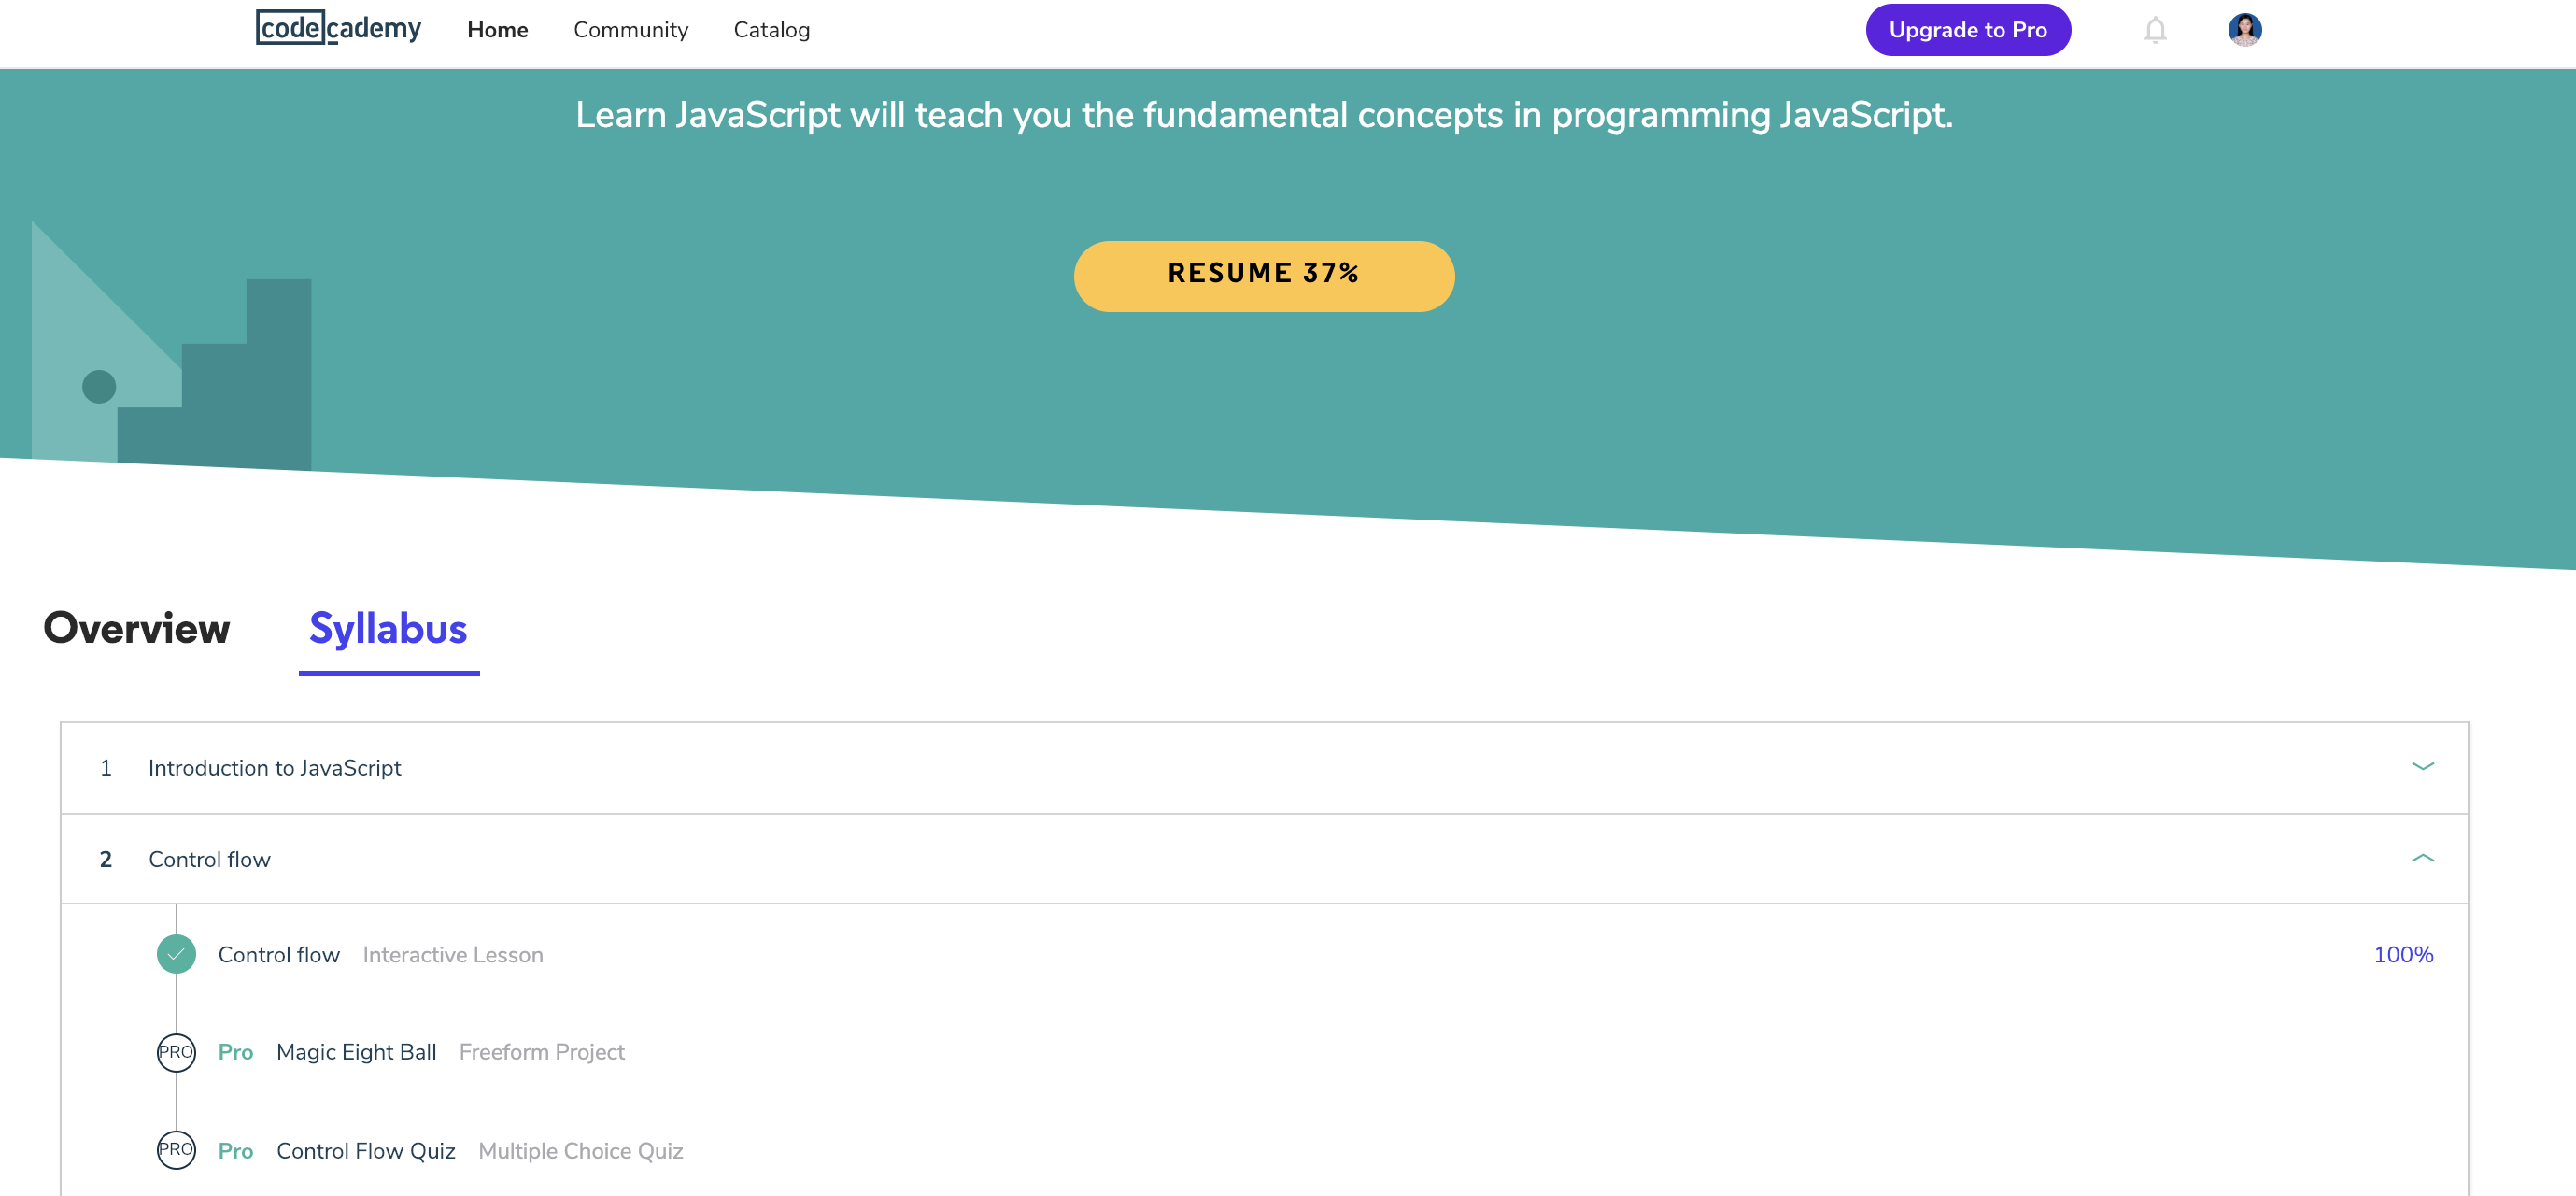 codecademy Home Community Catalog Upgrade to Pro
Learn JavaScript will teach you the fundamental concepts in programming JavaScript.
RESUME 37%
Overview Syllabus
1 Introduction to JavaScript
2 Control flow
Control flow Interactive Lesson 100%
PRO Pro Magic Eight Ball Freeform Project
PRO Pro Control Flow Quiz Multiple Choice Quiz